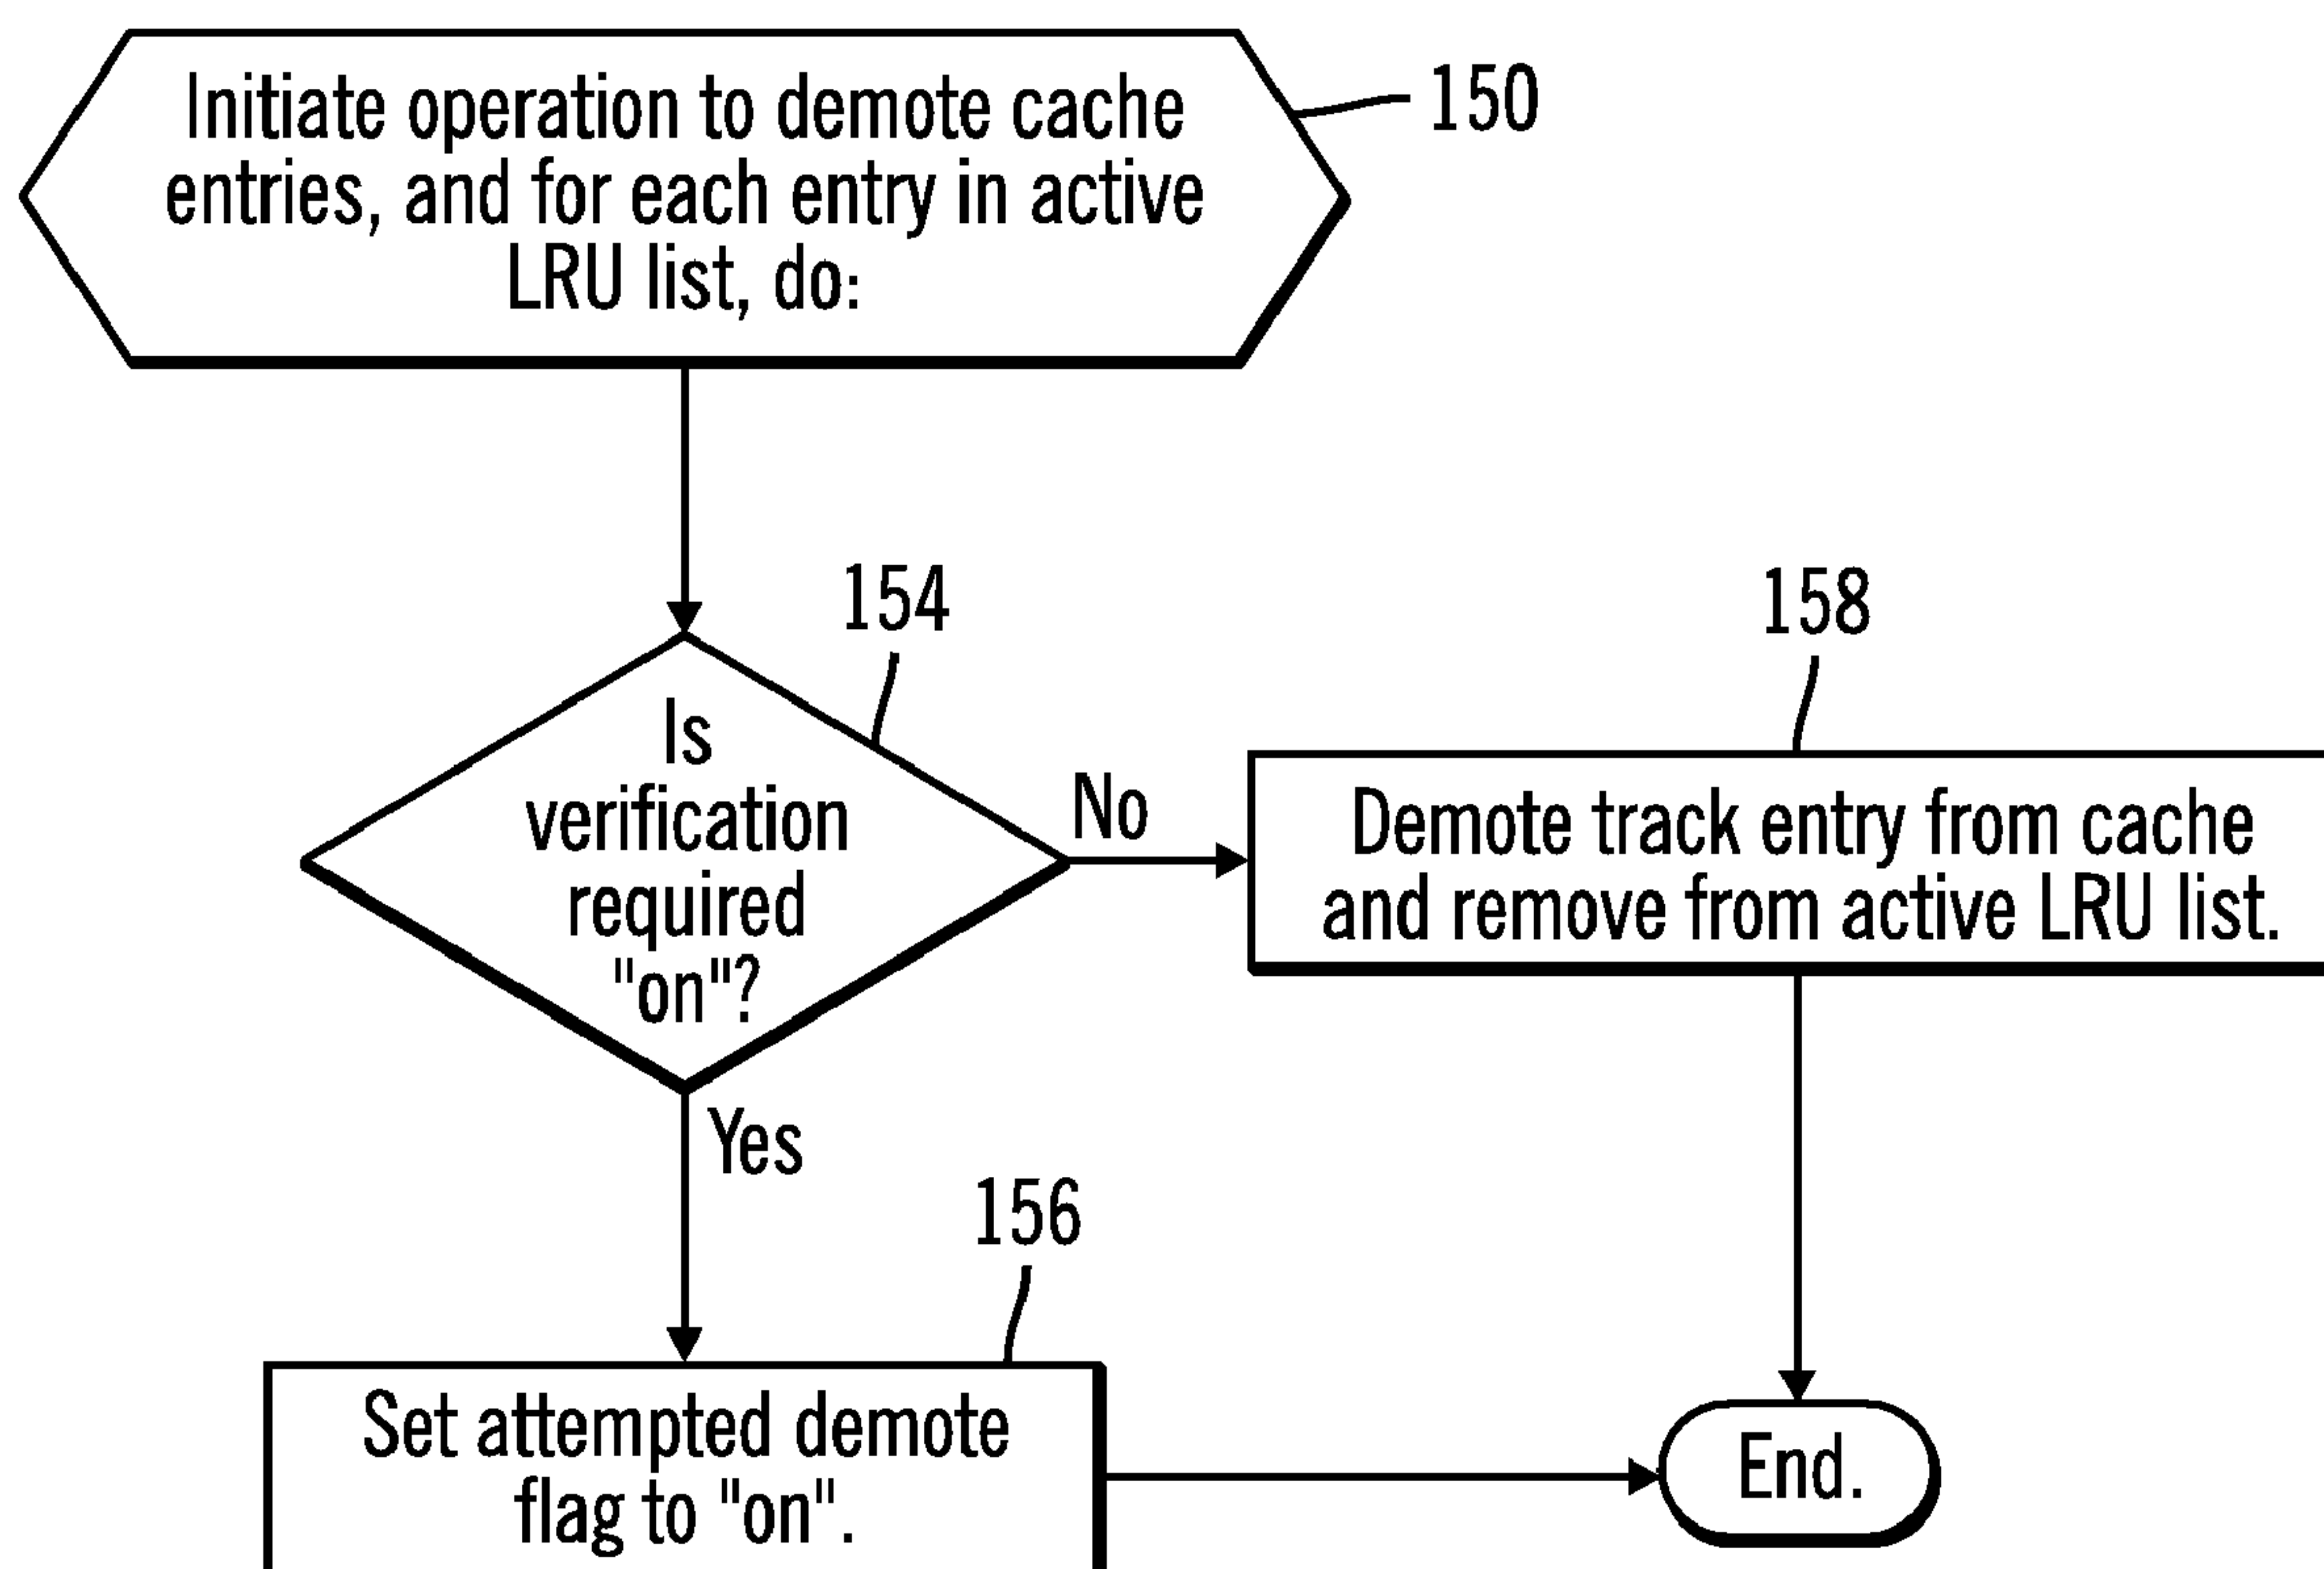 Initiate operation to demote cache
entries, and for each entry in active
LRU list, do:
150
154
Is
verification
required
"on"?
No
158
Demote track entry from cache
and remove from active LRU list.
Yes
156
Set attempted demote
flag to "on".
End.